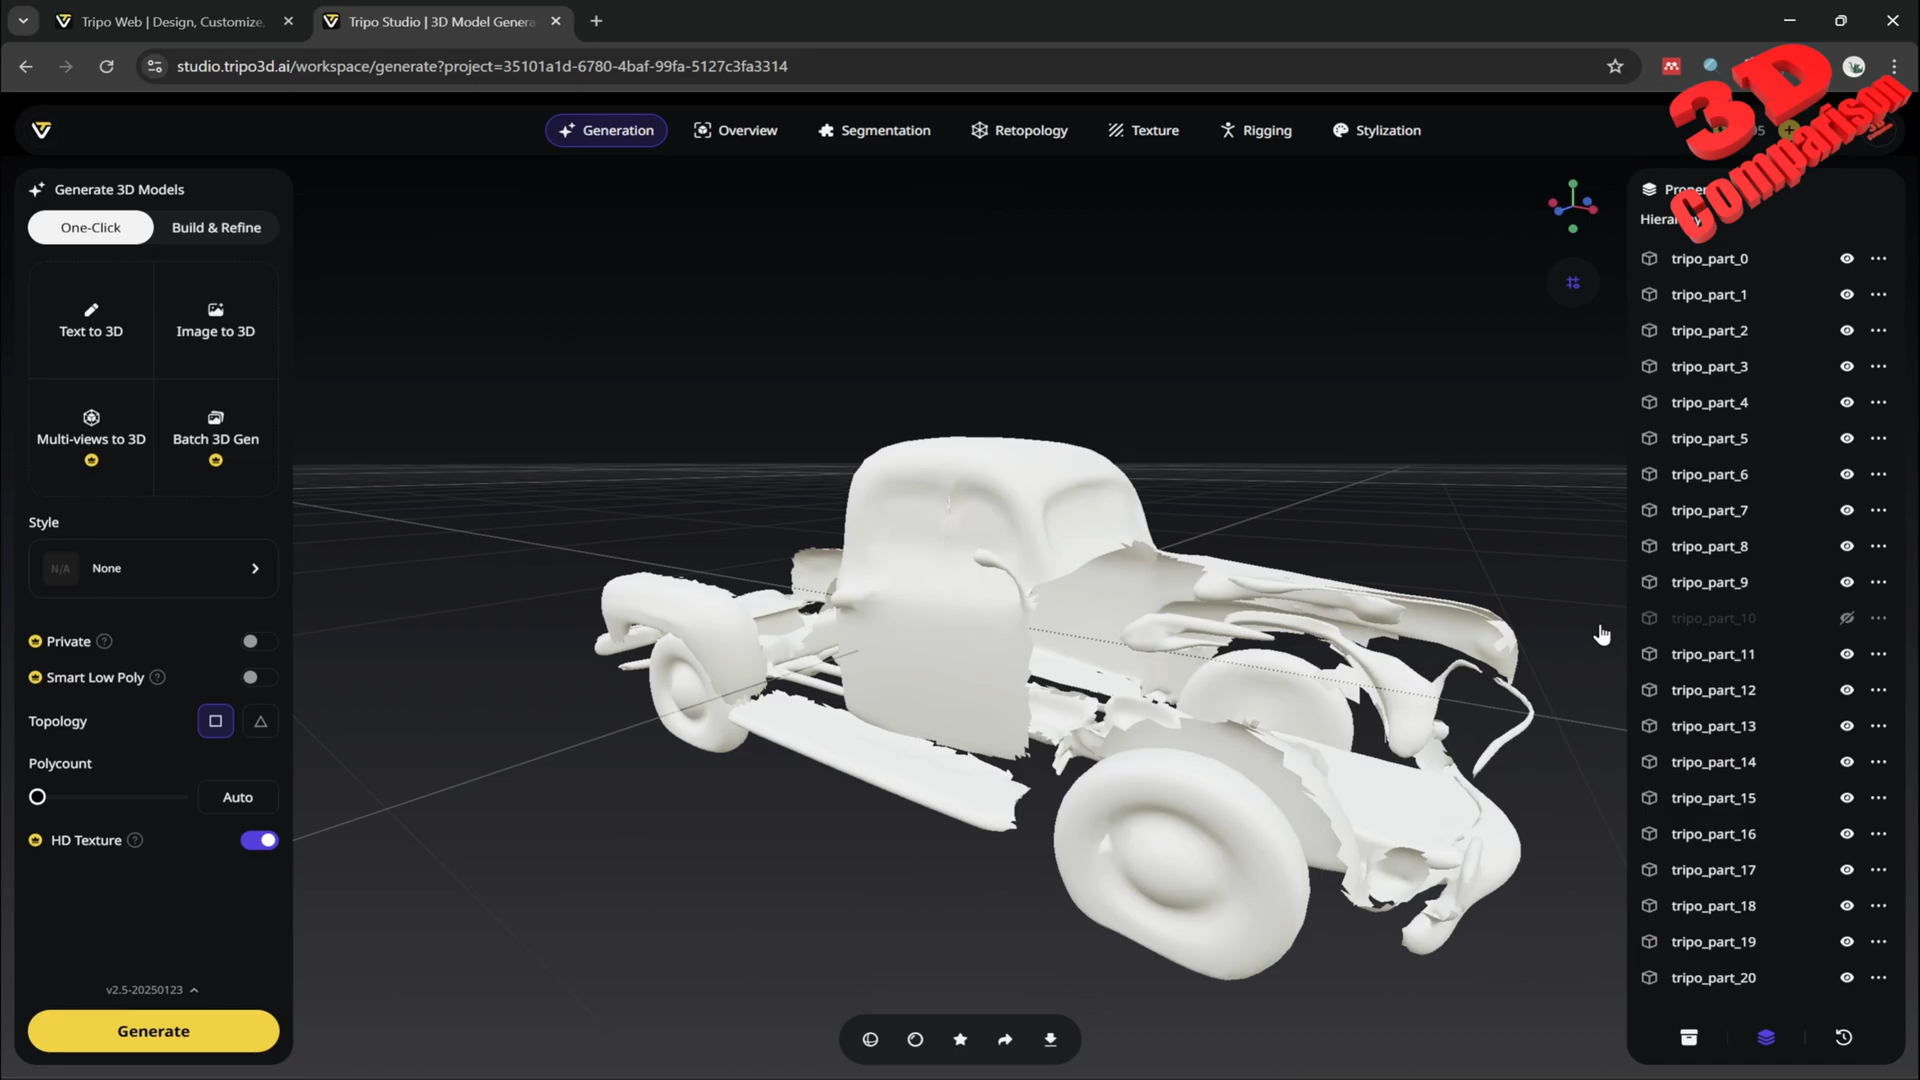 Tripo Web | Design, Customize,
Tripo Studio | 3D Model Genera
studio.tripo3d.ai/workspace/generate?project=35101a1d-6780-4baf-99fa-5127c3fa3314
3D
Comparison
Generation
Overview
Segmentation
Retopology
Texture
Rigging
Stylization
Generate 3D Models
One-Click
Build & Refine
Text to 3D
Image to 3D
Multi-views to 3D
Batch 3D Gen
Style
N/A
None
Private
Smart Low Poly
Topology
Polycount
Auto
HD Texture
v2.5-20250123
Generate
tripo_part_0
tripo_part_1
tripo_part_2
tripo_part_3
tripo_part_4
tripo_part_5
tripo_part_6
tripo_part_7
tripo_part_8
tripo_part_9
tripo_part_10
tripo_part_11
tripo_part_12
tripo_part_13
tripo_part_14
tripo_part_15
tripo_part_16
tripo_part_17
tripo_part_18
tripo_part_19
tripo_part_20